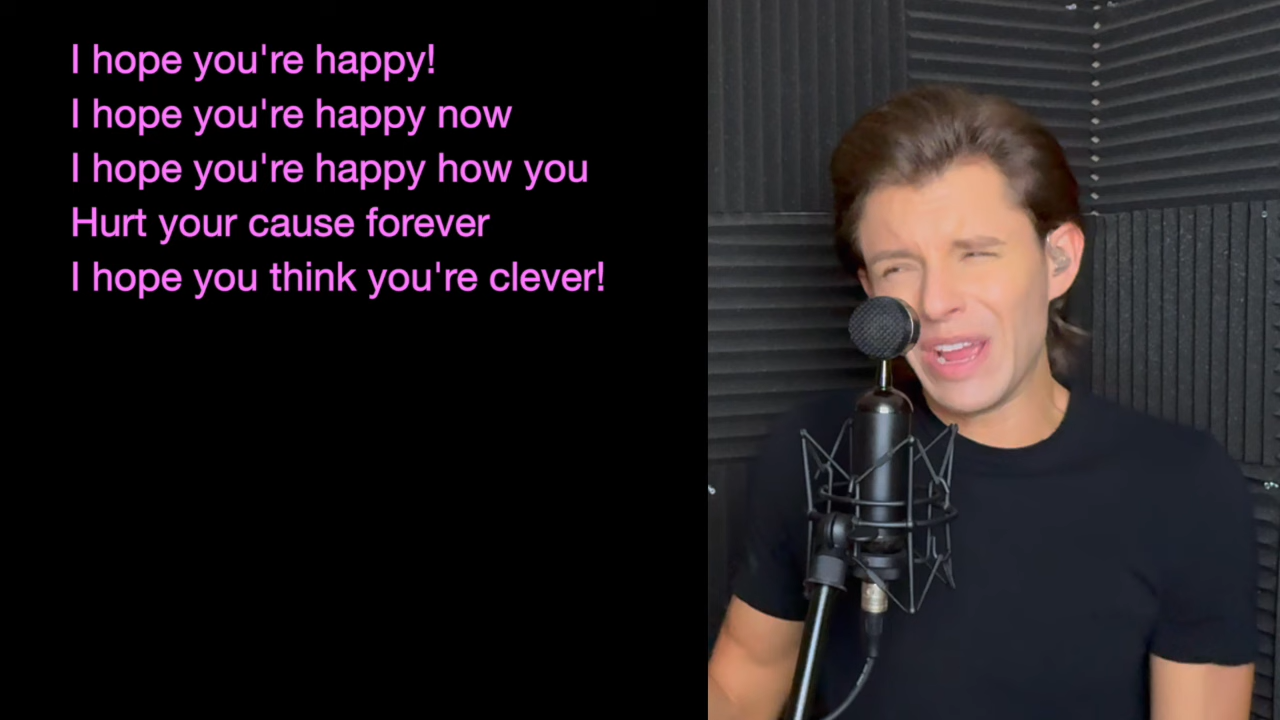 I hope you're happy!
I hope you're happy now
I hope you're happy how you
Hurt your cause forever
I hope you think you're clever!